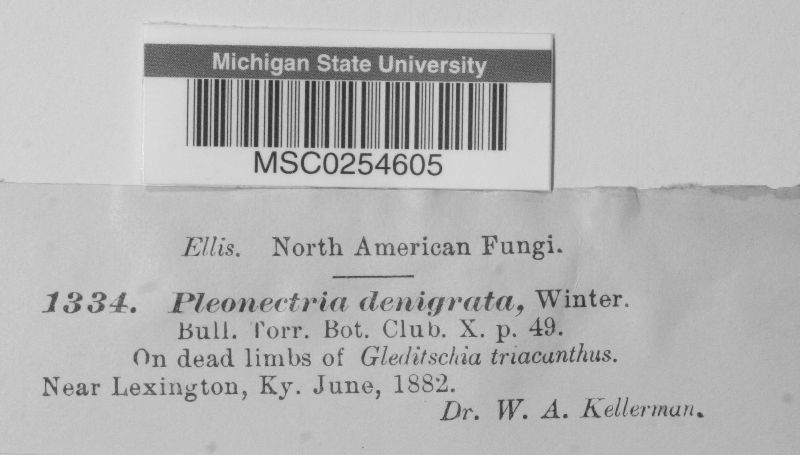 Michigan State University
MSC0254605
Ellis. North American Fungi.
1334. Pleonectria denigrata, Winter.
Bull. Torr. Bot. Club. X. p. 49.
On dead limbs of Gleditschia triacanthus.
Near Lexington, Ky. June, 1882.
Dr. W. A. Kellerman.